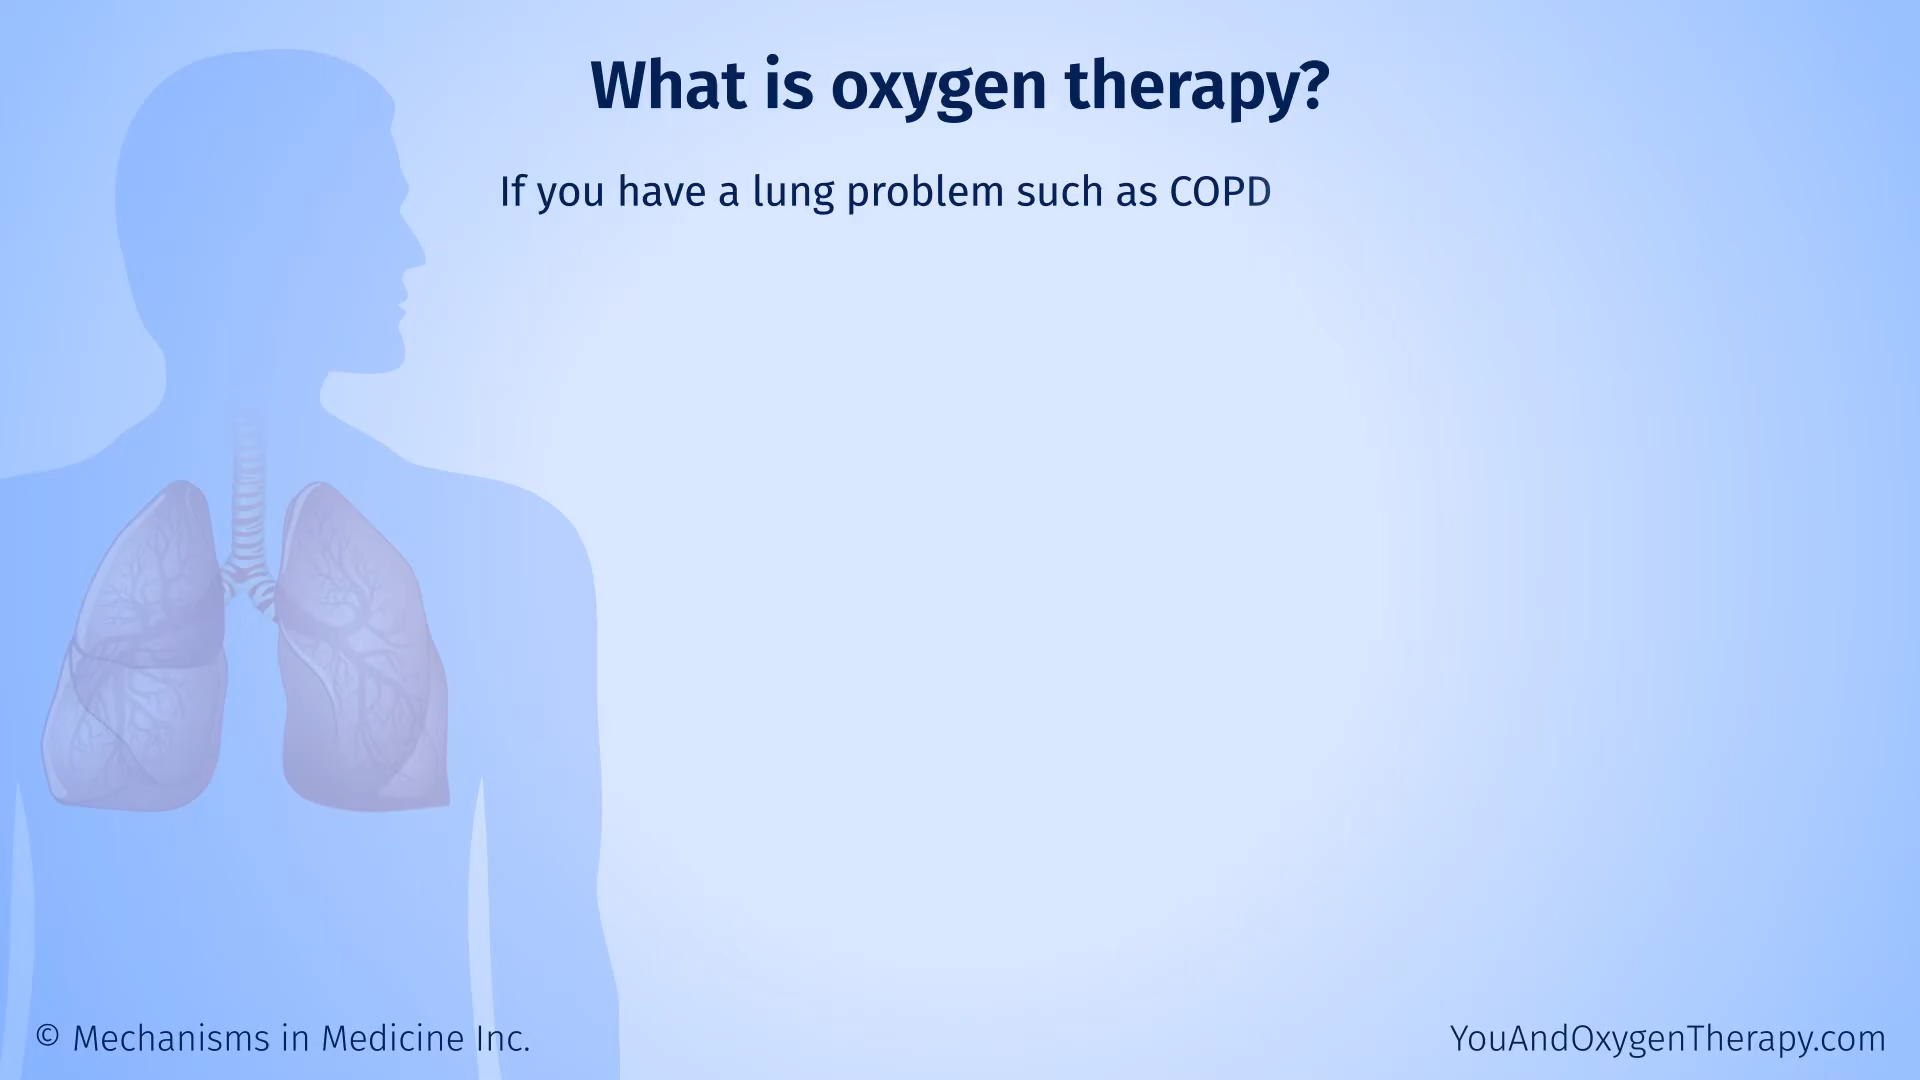 What is oxygen therapy?
If you have a lung problem such as COPD
© Mechanisms in Medicine Inc.
YouAndOxygenTherapy.com